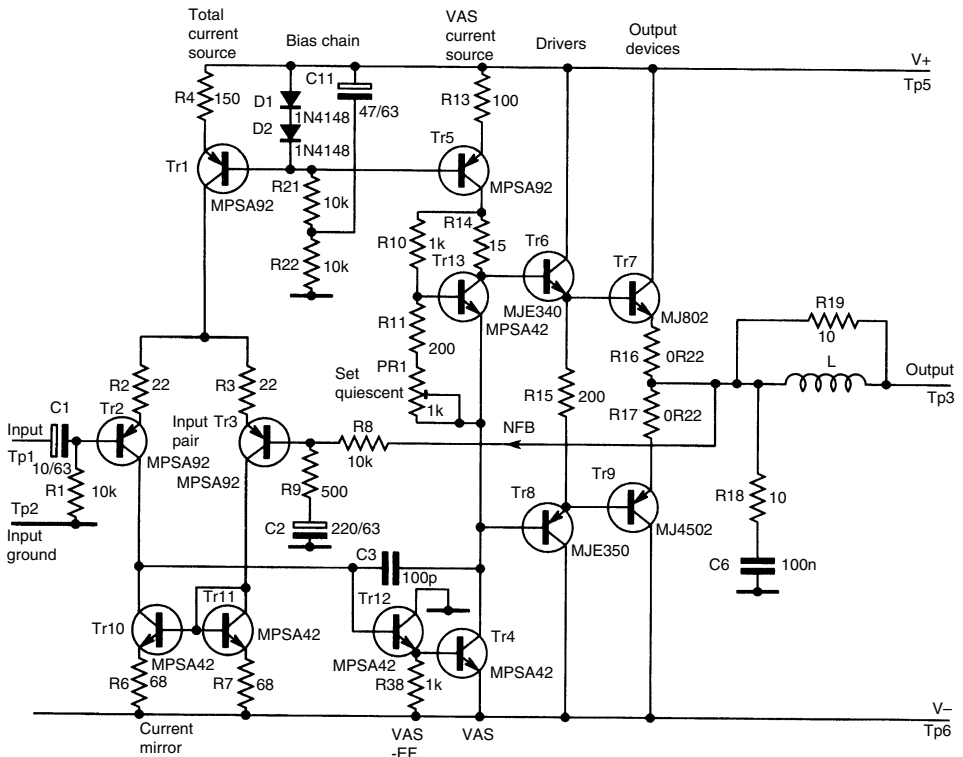 Total
current
source
Bias chain
VAS
current
source
Drivers
Output
devices
V+
Tp5
R4
150
D1
1N4148
D2
1N4148
C11
47/63
R13
100
Tr1
MPSA92
Tr5
MPSA92
R21
10k
R22
10k
R10
1k
R14
15
Tr13
MPSA42
Tr6
MJE340
Tr7
MJ802
R11
200
PR1
Set
quiescent
1k
R15
200
R16
0R22
R17
0R22
R19
10
L
Output
Tp3
R2
22
R3
22
Input
Tp1
C1
10/63
Tr2
MPSA92
Input
pair
Tr3
MPSA92
R8
10k
NFB
R1
10k
Tp2
Input
ground
R9
500
C2
220/63
Tr8
MJE350
Tr9
MJ4502
R18
10
C6
100n
C3
100p
Tr10
MPSA42
Tr11
MPSA42
Tr12
MPSA42
Tr4
MPSA42
R6
68
R7
68
R38
1k
V–
Tp6
Current
mirror
VAS
-EF
VAS